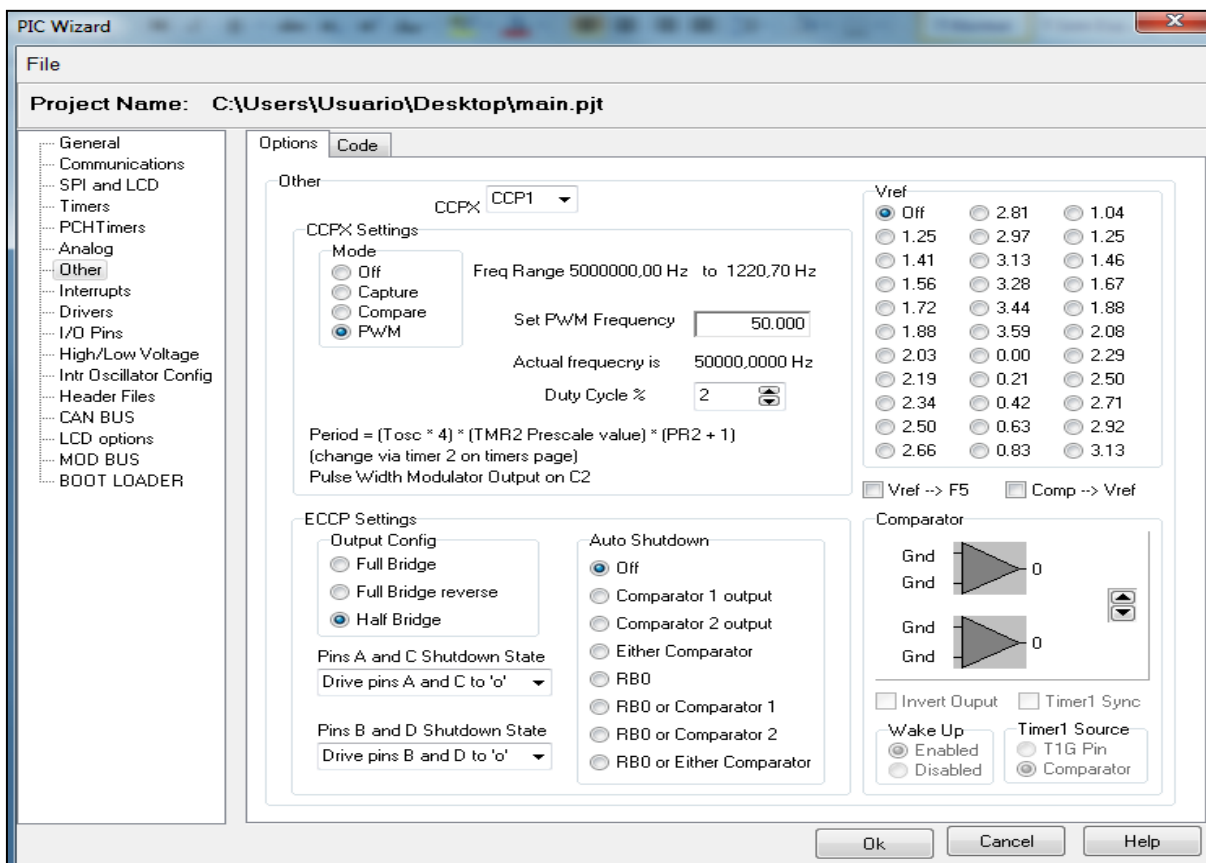 PIC Wizard
File
Project Name: C:\Users\Usuario\Desktop\main.pjt
General
Communications
SPI and LCD
Timers
PCHTimers
Analog
Other
Interrupts
Drivers
I/O Pins
High/Low Voltage
Intr Oscillator Config
Header Files
CAN BUS
LCD options
MOD BUS
BOOT LOADER
Options
Code
Other
CCPX
CCP1
CCPX Settings
Mode
Off
Capture
Compare
PWM
Freq Range 5000000,00 Hz to 1220,70 Hz
Set PWM Frequency 50.000
Actual frequecny is 50000,0000 Hz
Duty Cycle % 2
Period = (Tosc * 4) * (TMR2 Prescale value) * (PR2 + 1)
(change via timer 2 on timers page)
Pulse Width Modulator Output on C2
Vref
Off 2.81 1.04
1.25 2.97 1.25
1.41 3.13 1.46
1.56 3.28 1.67
1.72 3.44 1.88
1.88 3.59 2.08
2.03 0.00 2.29
2.19 0.21 2.50
2.34 0.42 2.71
2.50 0.63 2.92
2.66 0.83 3.13
Vref --> F5 Comp --> Vref
ECCP Settings
Output Config
Full Bridge
Full Bridge reverse
Half Bridge
Pins A and C Shutdown State
Drive pins A and C to 'o'
Pins B and D Shutdown State
Drive pins B and D to 'o'
Auto Shutdown
Off
Comparator 1 output
Comparator 2 output
Either Comparator
RB0
RB0 or Comparator 1
RB0 or Comparator 2
RB0 or Either Comparator
Comparator
Gnd
Gnd
0
Gnd
Gnd
0
Invert Ouput Timer1 Sync
Wake Up
Enabled
Disabled
Timer1 Source
T1G Pin
Comparator
Ok Cancel Help